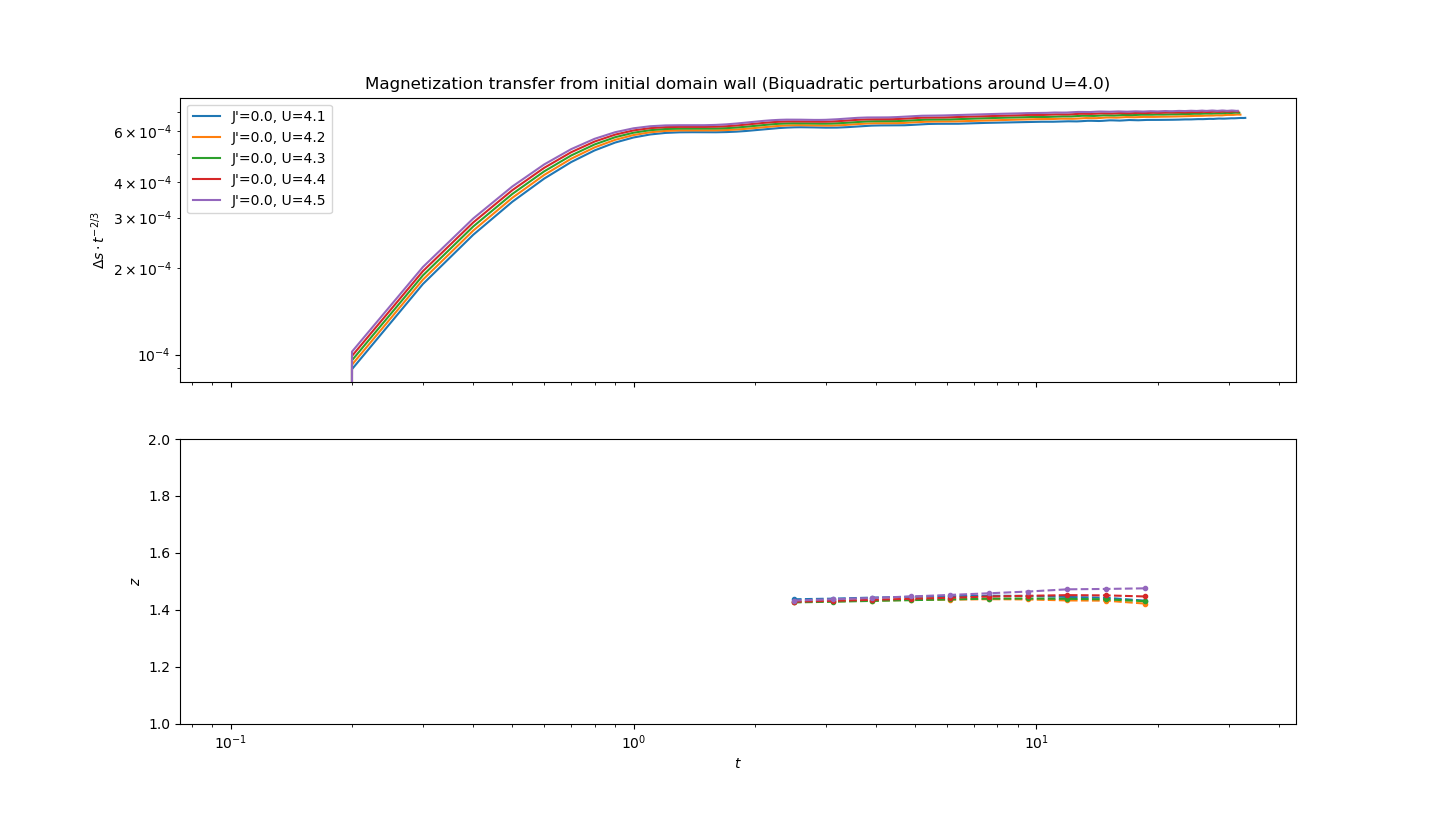 Magnetization transfer from initial domain wall (Biquadratic perturbations around U=4.0)
J'=0.0, U=4.1
J'=0.0, U=4.2
J'=0.0, U=4.3
J'=0.0, U=4.4
J'=0.0, U=4.5
6 × 10⁻⁴
4 × 10⁻⁴
3 × 10⁻⁴
2 × 10⁻⁴
10⁻⁴
Δs · t⁻²ᐟ³
2.0
1.8
1.6
1.4
1.2
1.0
z
10⁻¹
10⁰
10¹
t